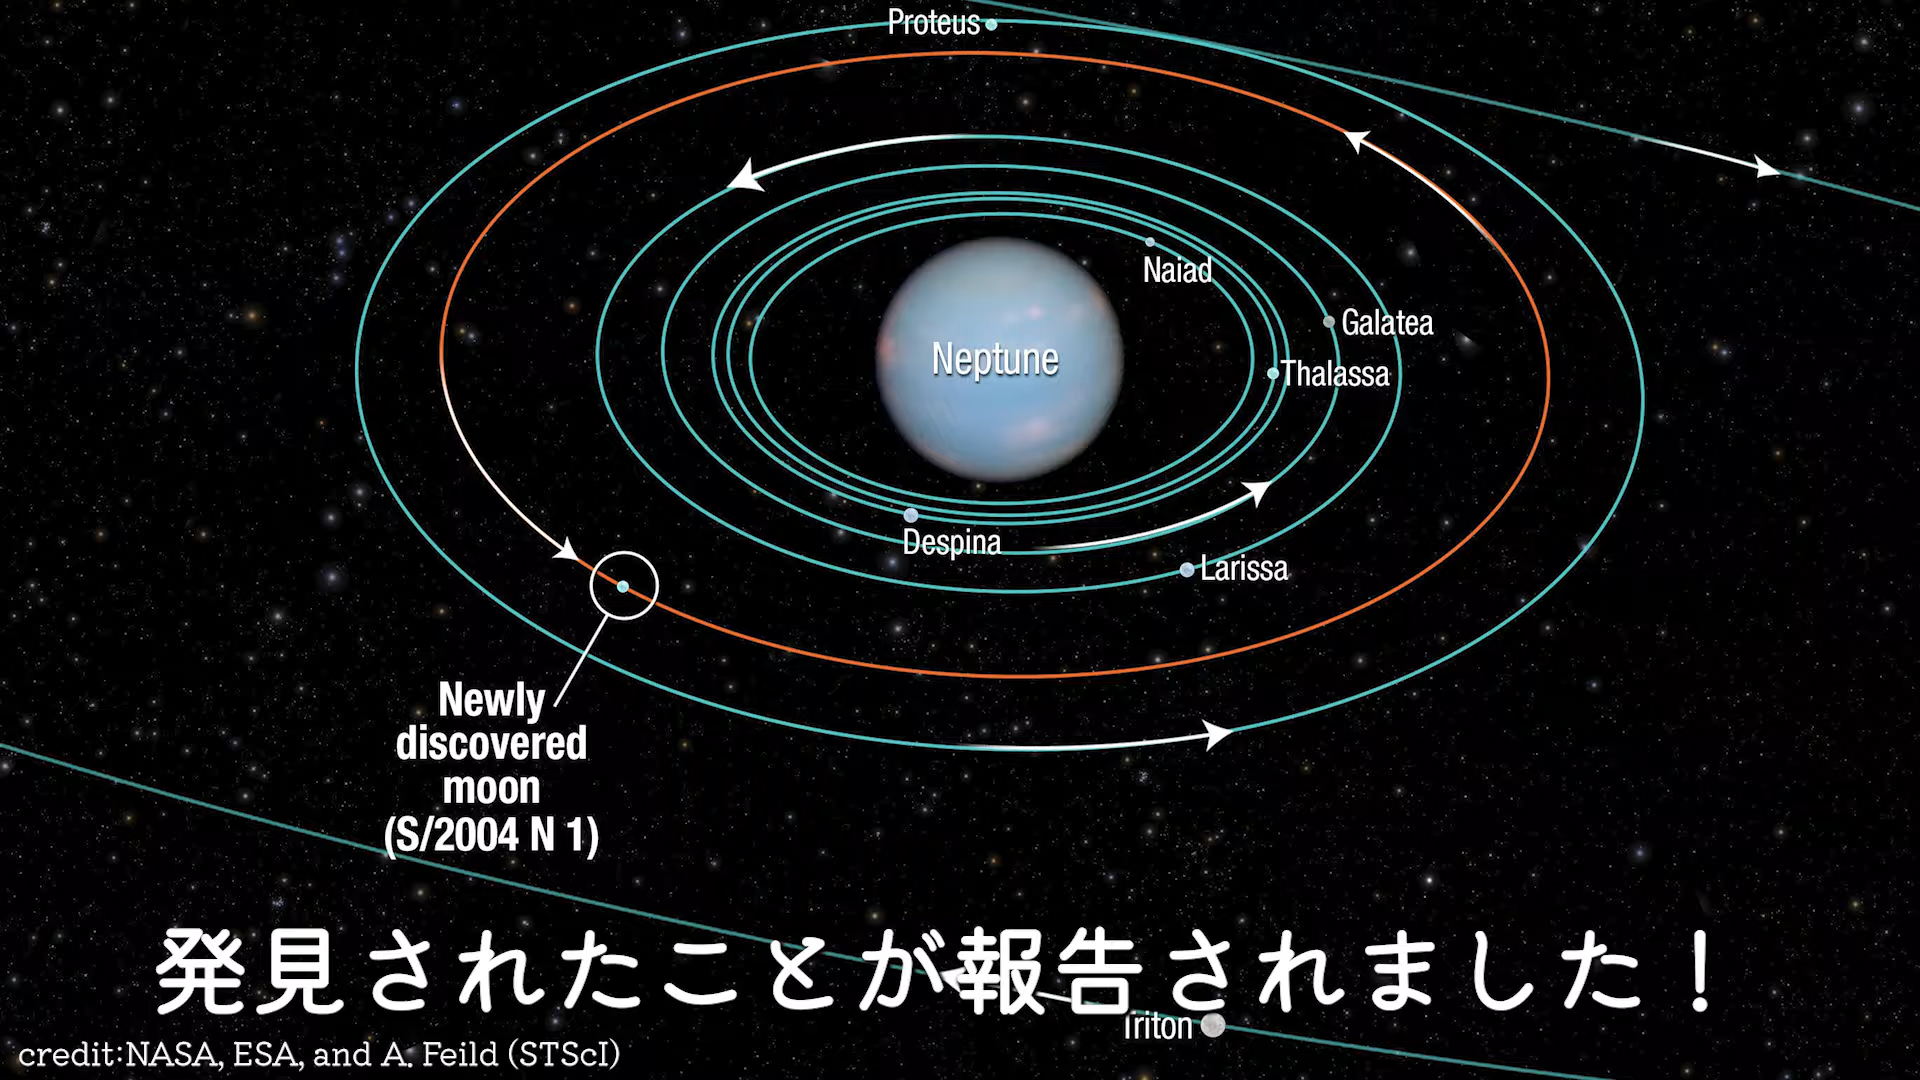 Proteus
Naiad
Galatea
Neptune
Thalassa
Despina
Larissa
Newly
discovered
moon
(S/2004 N 1)
発見されたことが報告されました！
Triton
credit:NASA, ESA, and A. Feild (STScI)